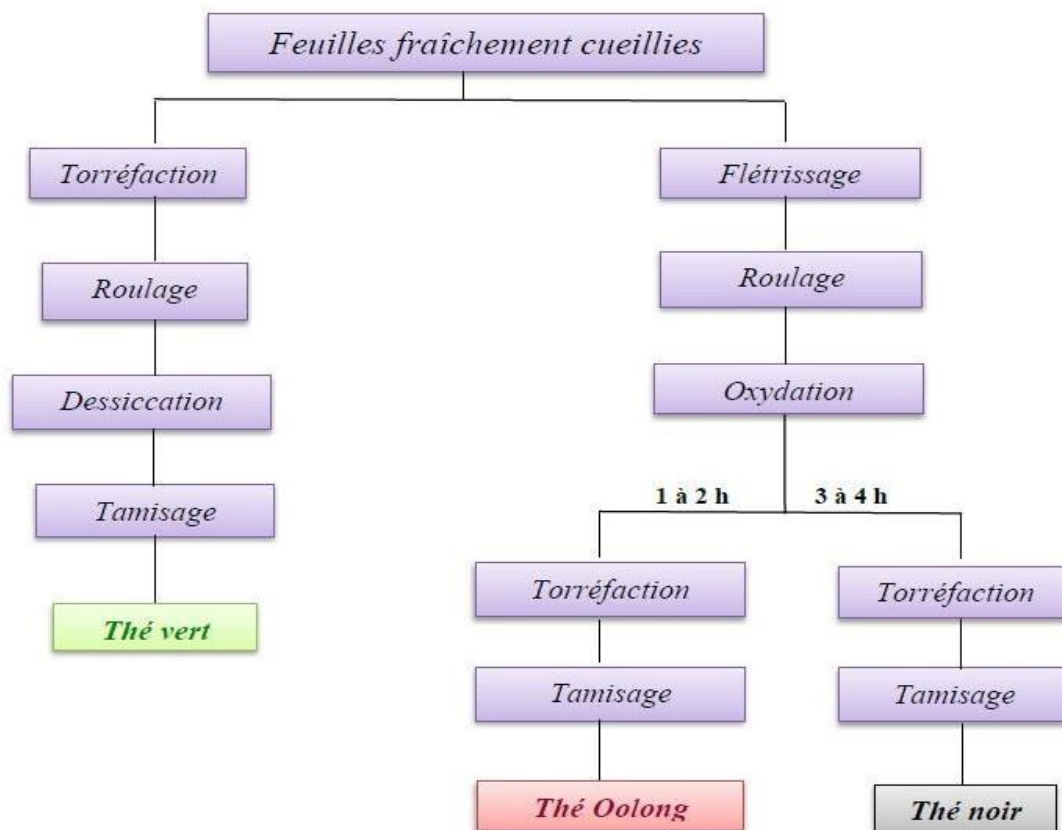 Feuilles fraîchement cueillies
Torréfaction
Roulage
Dessiccation
Tamisage
Thé vert
Flétrissage
Roulage
Oxydation
1 à 2 h
3 à 4 h
Torréfaction
Tamisage
Thé Oolong
Torréfaction
Tamisage
Thé noir